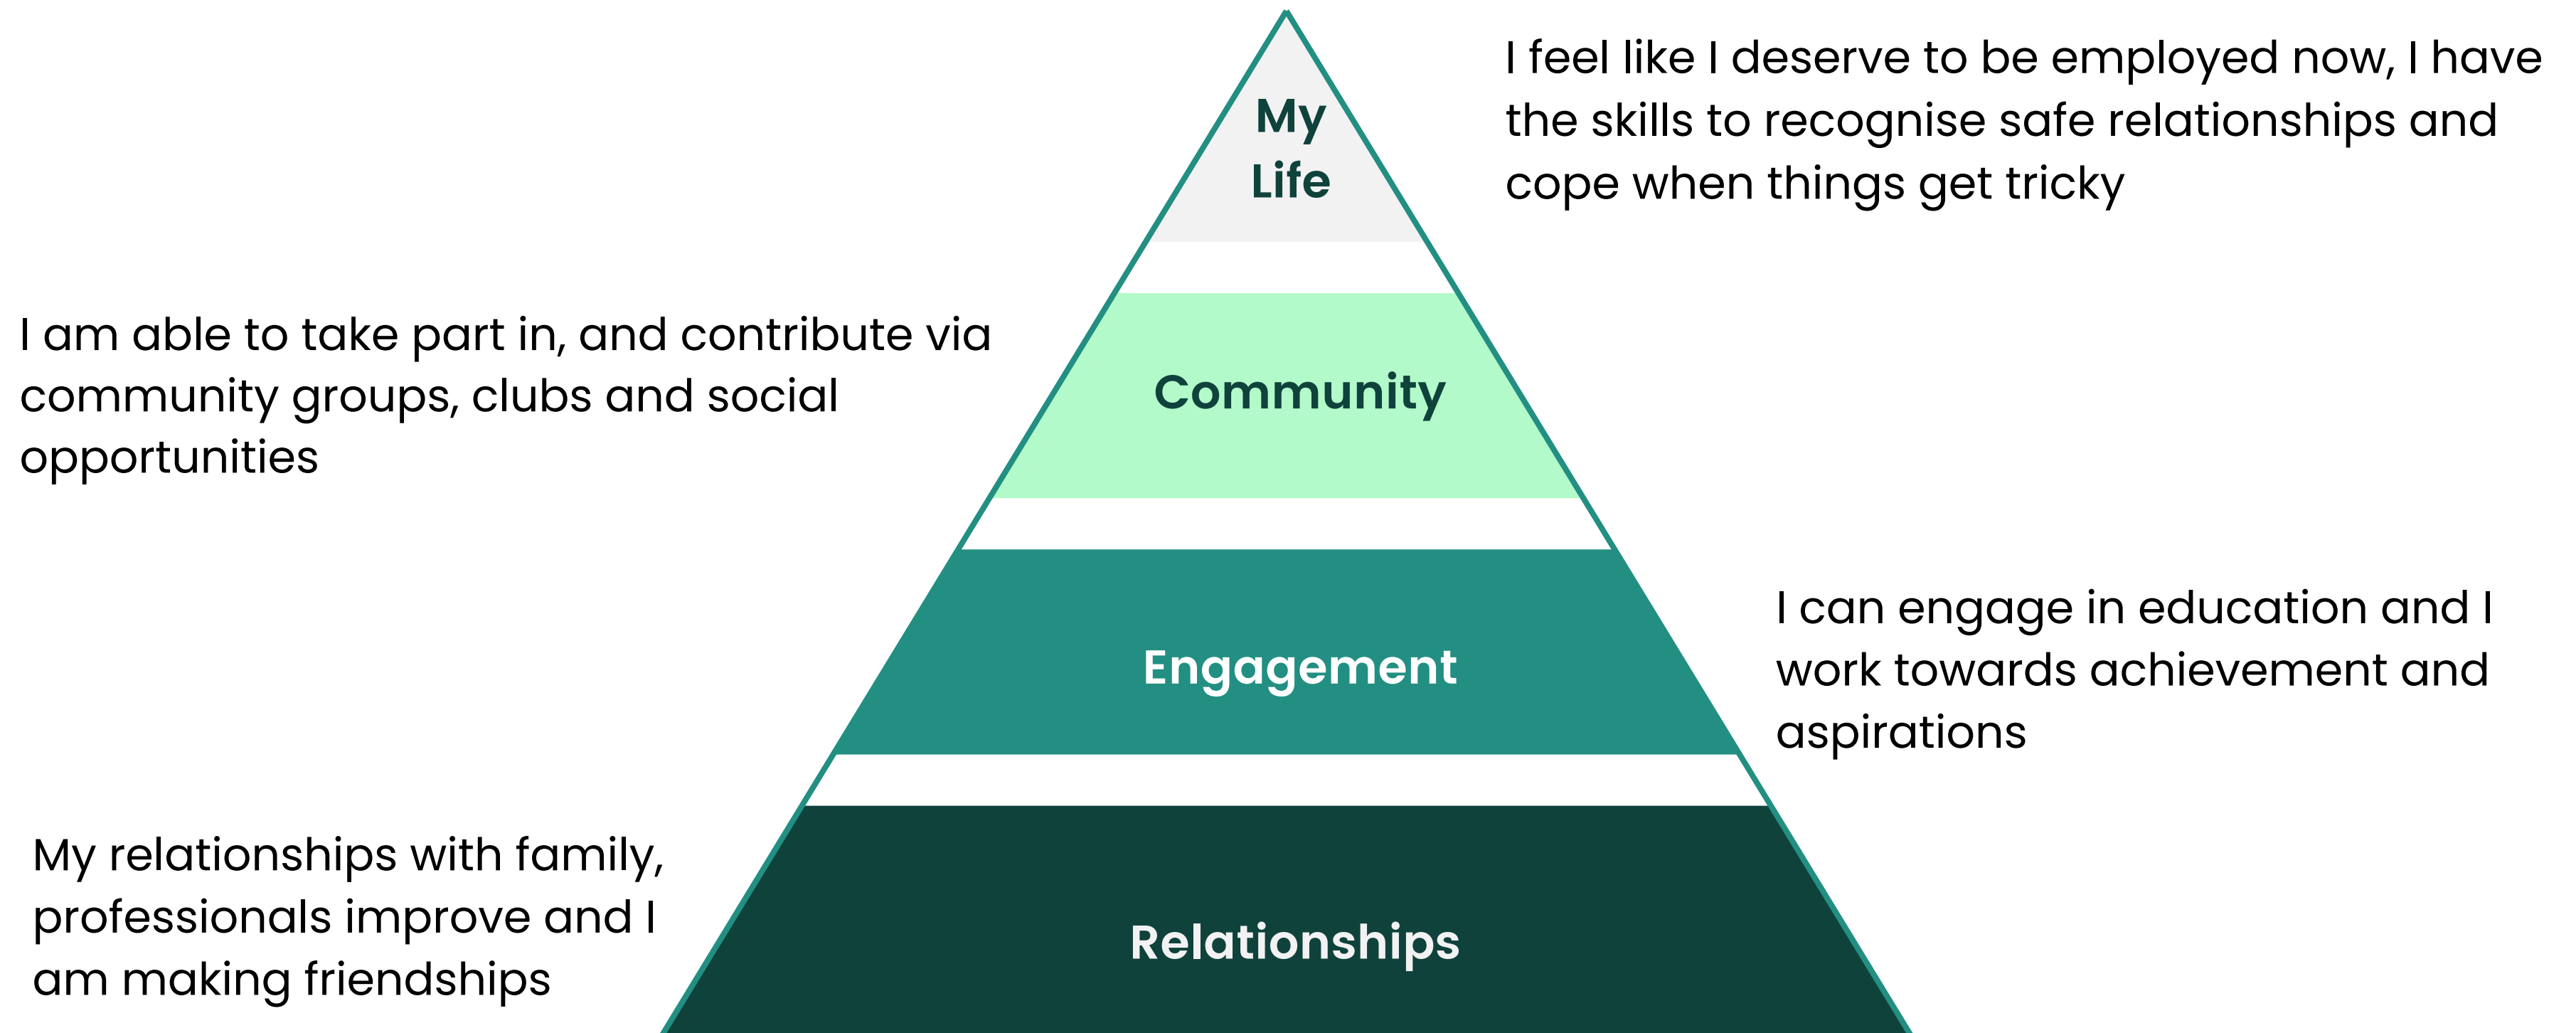 My
Life
I feel like I deserve to be employed now, I have
the skills to recognise safe relationships and
cope when things get tricky
I am able to take part in, and contribute via
community groups, clubs and social
opportunities
Community
Engagement
I can engage in education and I
work towards achievement and
aspirations
My relationships with family,
professionals improve and I
am making friendships
Relationships